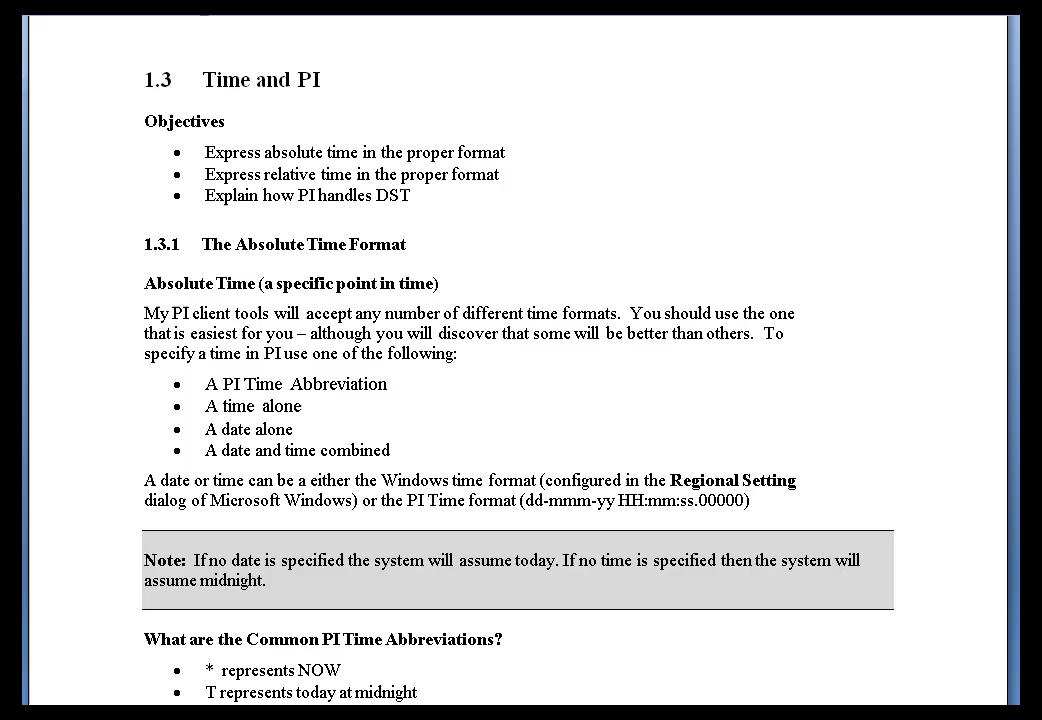 1.3 Time and PI
Objectives
• Express absolute time in the proper format
• Express relative time in the proper format
• Explain how PI handles DST
1.3.1 The Absolute Time Format
Absolute Time (a specific point in time)
My PI client tools will accept any number of different time formats. You should use the one
that is easiest for you – although you will discover that some will be better than others. To
specify a time in PI use one of the following:
• A PI Time Abbreviation
• A time alone
• A date alone
• A date and time combined
A date or time can be a either the Windows time format (configured in the Regional Setting
dialog of Microsoft Windows) or the PI Time format (dd-mmm-yy HH:mm:ss.00000)
Note: If no date is specified the system will assume today. If no time is specified then the system will
assume midnight.
What are the Common PI Time Abbreviations?
• * represents NOW
• T represents today at midnight